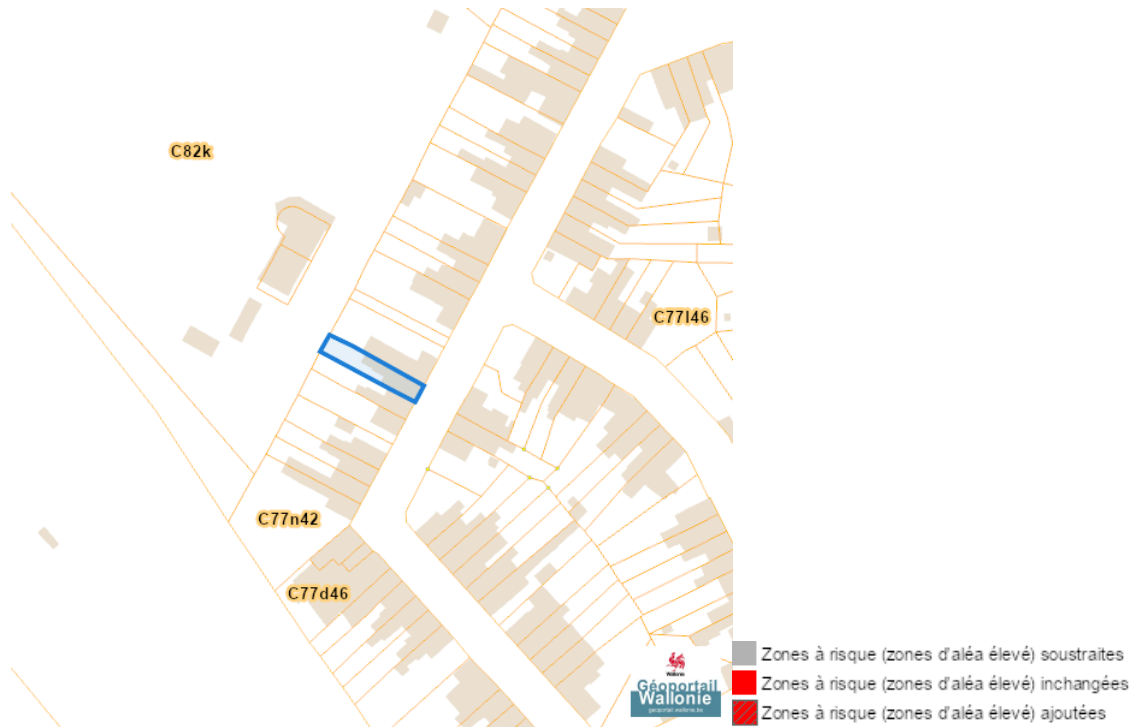 C82k
C77l46
C77n42
C77d46
Wallonie
Géoportail
Wallonie
geoportail.wallonie.be
Zones à risque (zones d'aléa élevé) soustraites
Zones à risque (zones d'aléa élevé) inchangées
Zones à risque (zones d'aléa élevé) ajoutées